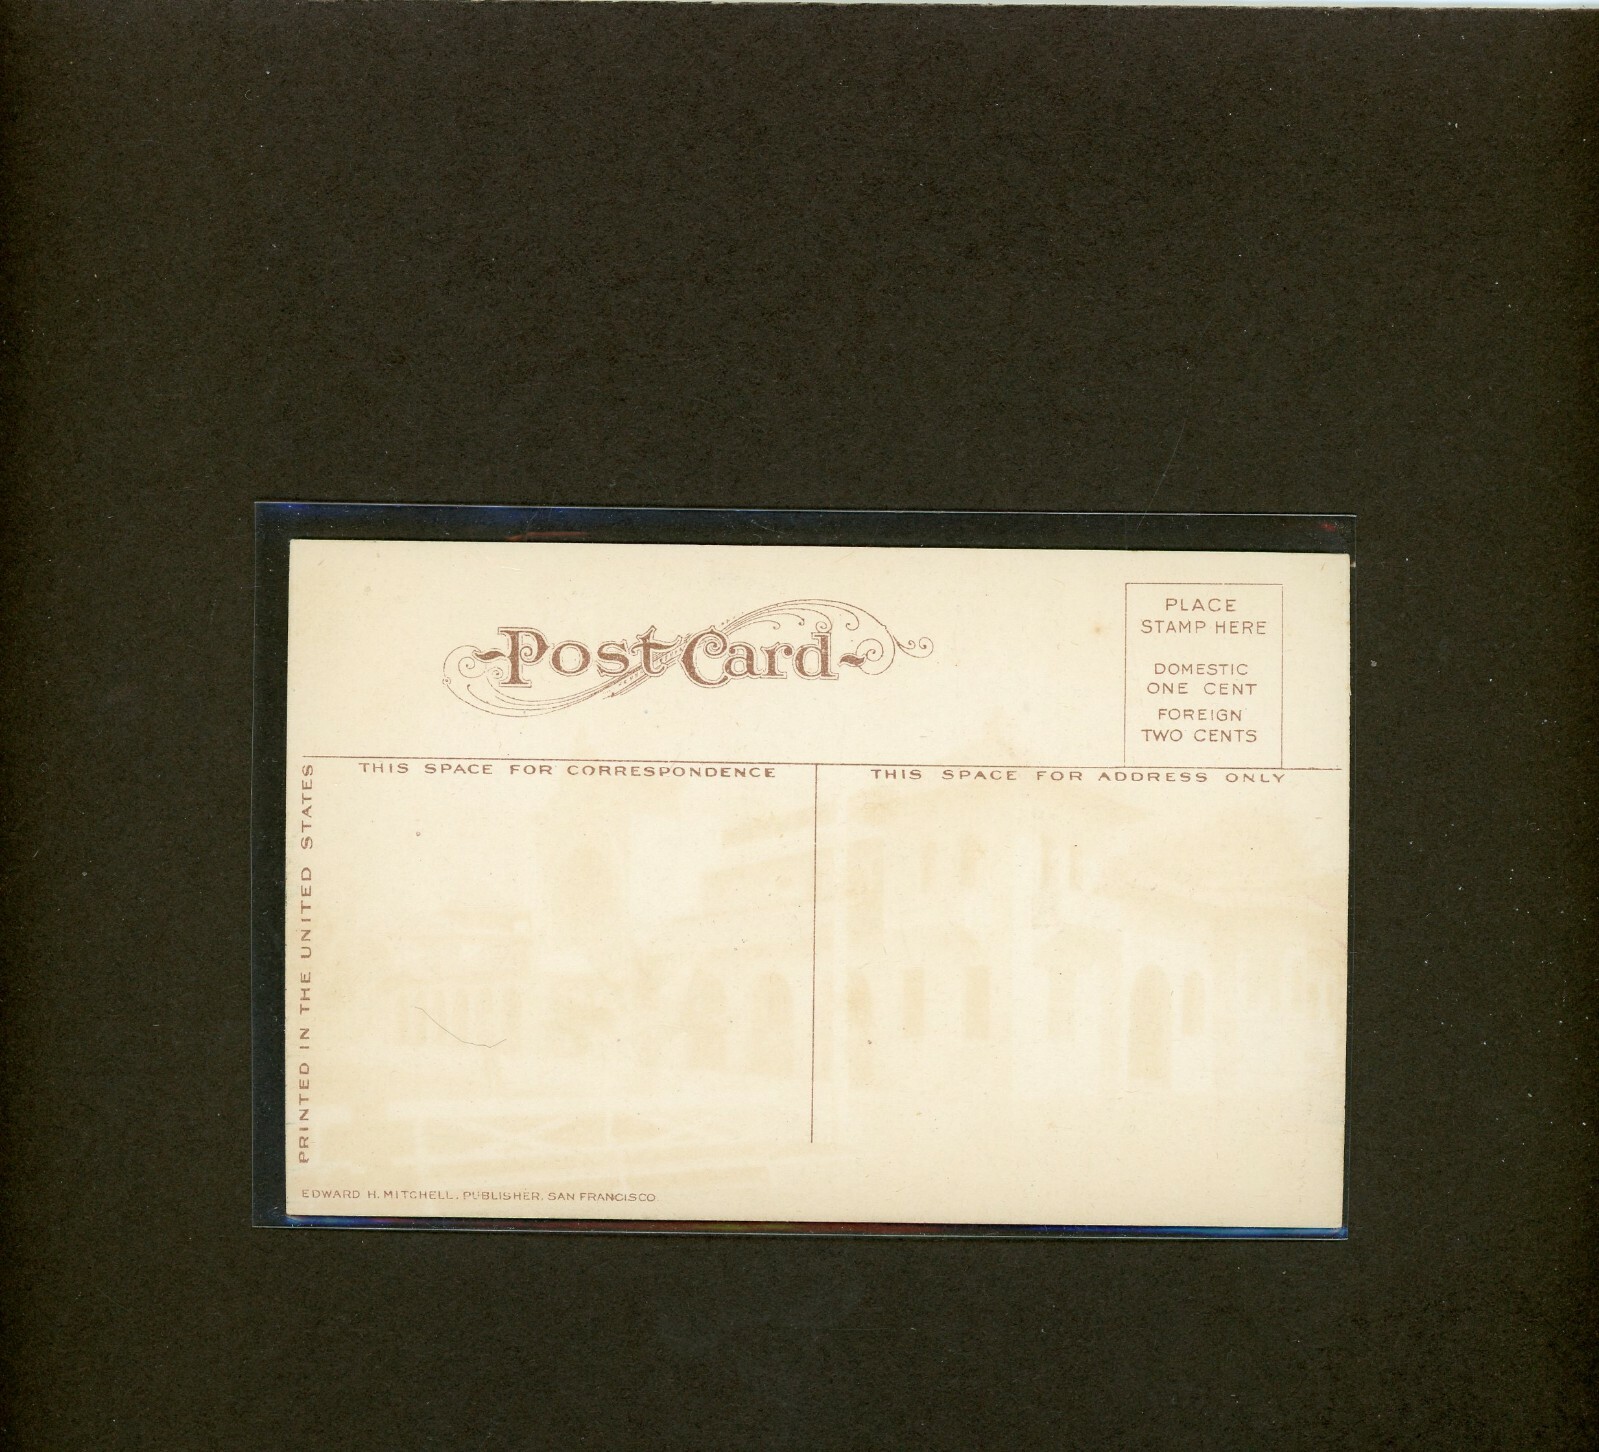 Post Card
PLACE
STAMP HERE
DOMESTIC
ONE CENT
FOREIGN
TWO CENTS
THIS SPACE FOR CORRESPONDENCE
THIS SPACE FOR ADDRESS ONLY
PRINTED IN THE UNITED STATES
EDWARD H. MITCHELL, PUBLISHER, SAN FRANCISCO